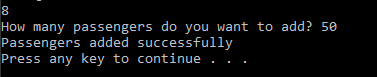 8
How many passengers do you want to add? 50
Passengers added successfully
Press any key to continue . . .